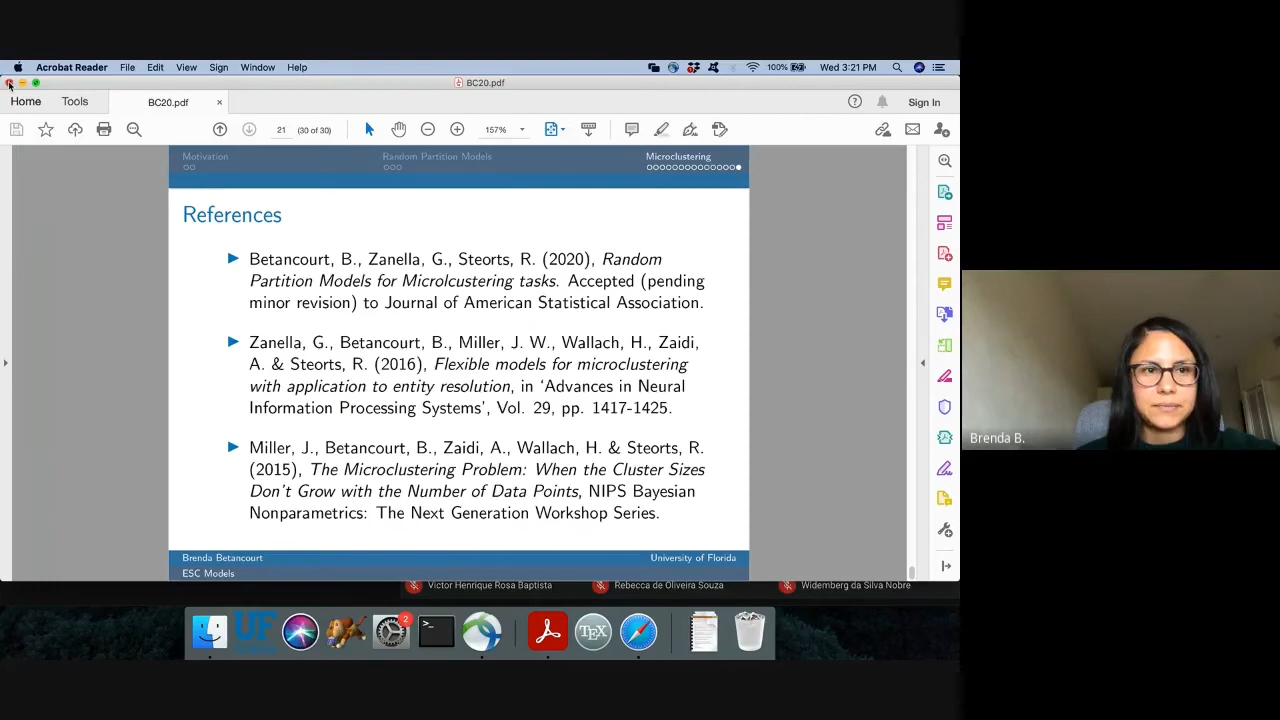 Acrobat Reader File Edit View Sign Window Help 100% Wed 3:21 PM
BC20.pdf
Home Tools BC20.pdf × Sign In
21 (30 of 30) 157%
Motivation Random Partition Models Microclustering
References
Betancourt, B., Zanella, G., Steorts, R. (2020), Random
Partition Models for Microlcustering tasks. Accepted (pending
minor revision) to Journal of American Statistical Association.
Zanella, G., Betancourt, B., Miller, J. W., Wallach, H., Zaidi,
A. & Steorts, R. (2016), Flexible models for microclustering
with application to entity resolution, in ‘Advances in Neural
Information Processing Systems’, Vol. 29, pp. 1417-1425.
Miller, J., Betancourt, B., Zaidi, A., Wallach, H. & Steorts, R.
(2015), The Microclustering Problem: When the Cluster Sizes
Don’t Grow with the Number of Data Points, NIPS Bayesian
Nonparametrics: The Next Generation Workshop Series.
Brenda B.
Brenda Betancourt University of Florida
ESC Models
Victor Henrique Rosa Baptista Rebecca de Oliveira Souza Widemberg da Silva Nobre
UF 2 >_ TEX